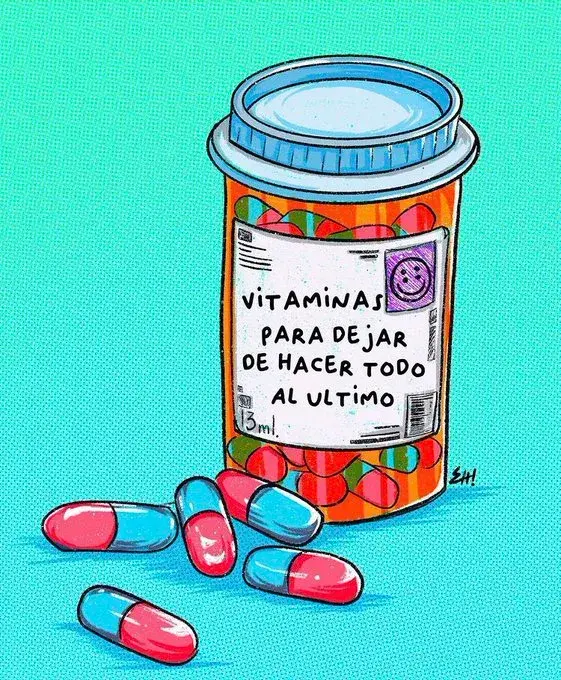 VITAMINAS
PARA DEJAR
DE HACER TODO
AL ULTIMO
13ml.
EH!